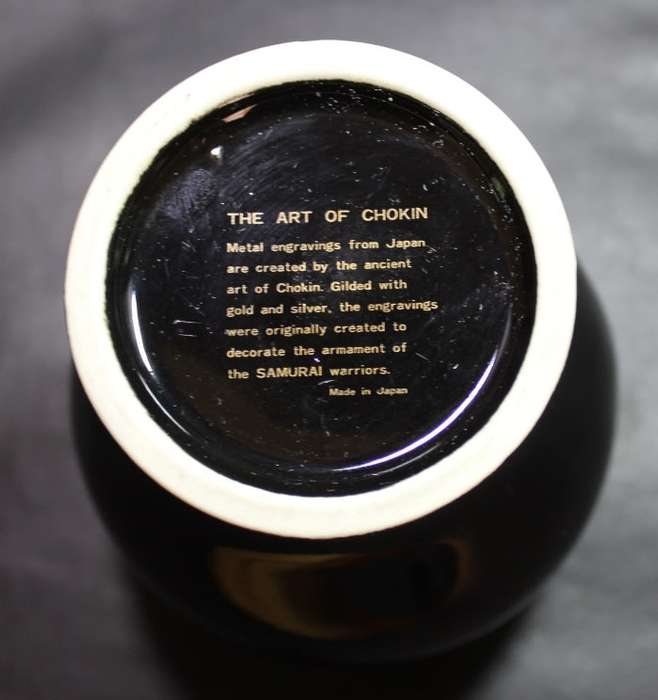 THE ART OF CHOKIN
Metal engravings from Japan
are created by the ancient
art of Chokin. Gilded with
gold and silver, the engravings
were originally created to
decorate the armament of
the SAMURAI warriors.
Made in Japan